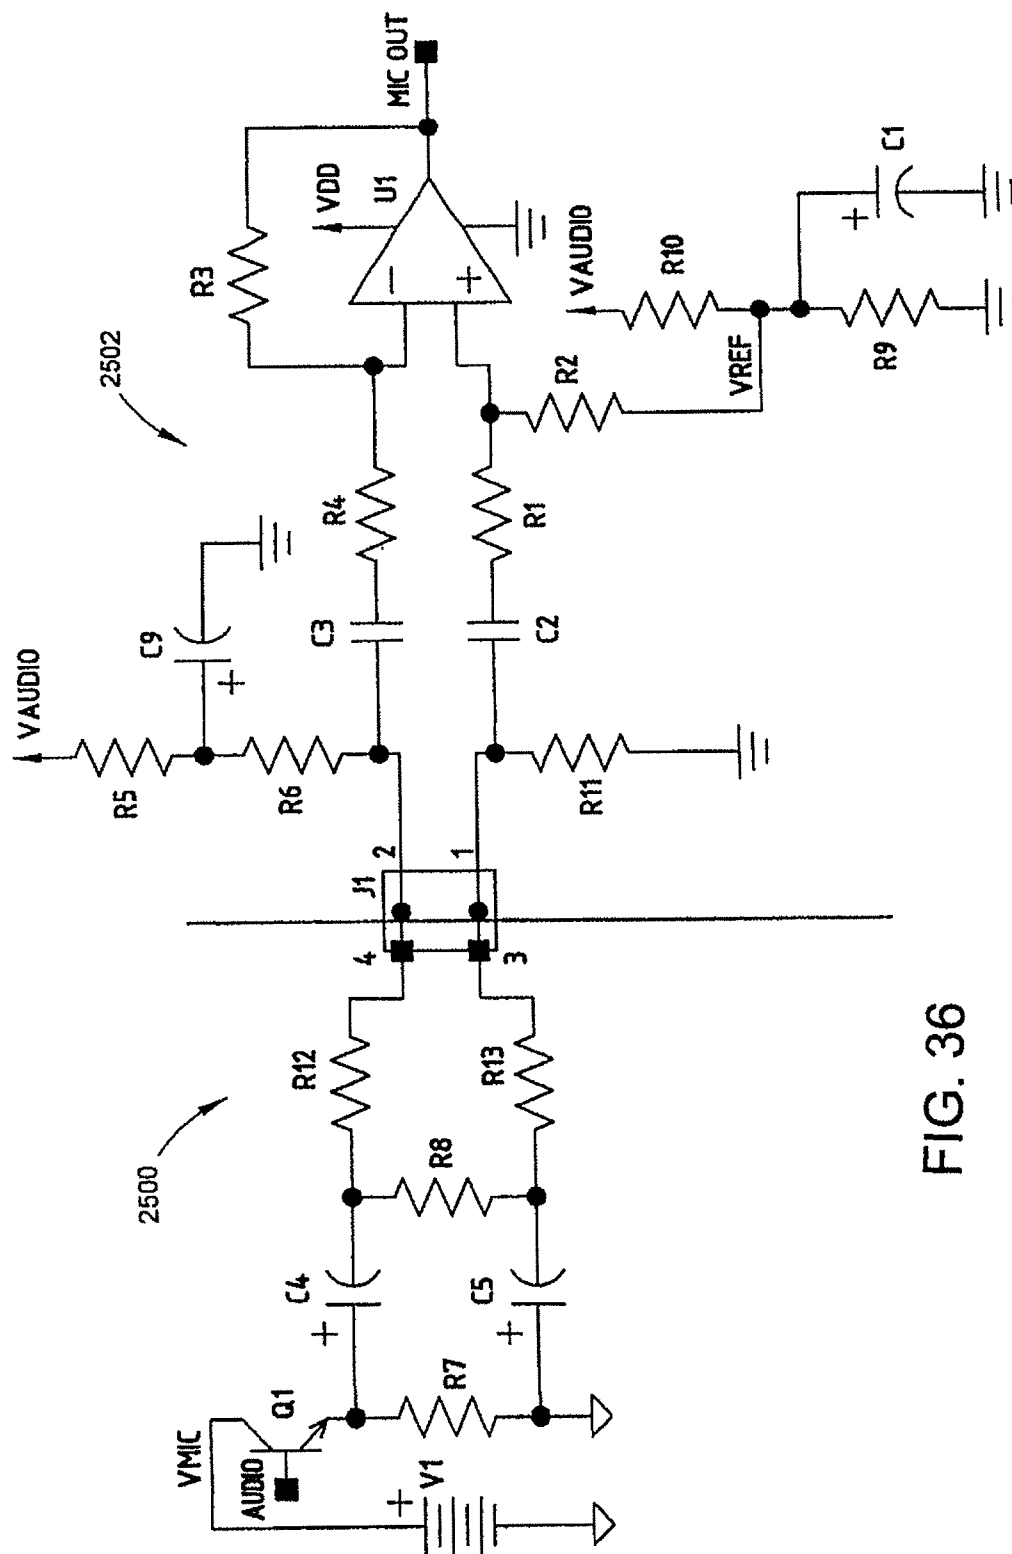 MIC OUT
VDD
U1
R3
−
+
VAUDIO
R10
C1
+
VREF
R9
R2
2502
R4
R1
C3
C2
C9
+
VAUDIO
R5
R6
R11
J1
2
1
4
3
R12
R13
2500
R8
C4
+
C5
+
R7
Q1
VMIC
AUDIO
V1
+
FIG. 36